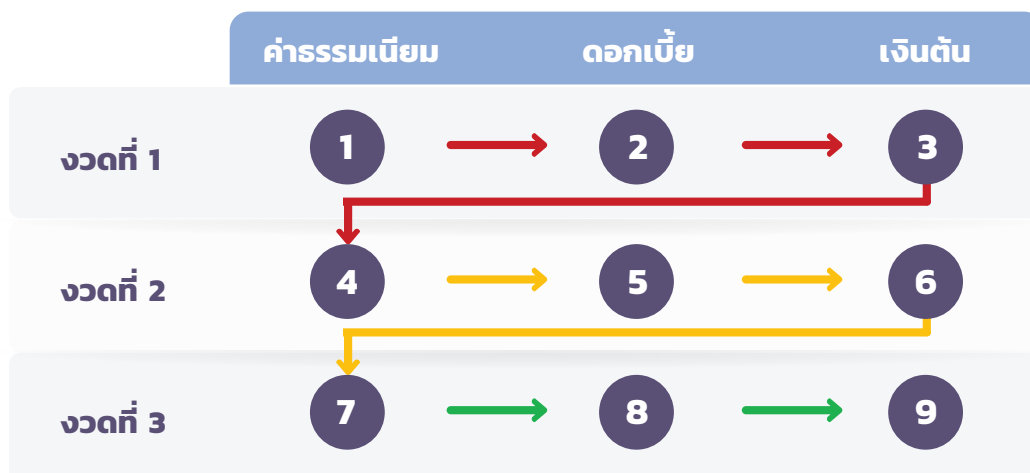 ค่าธรรมเนียม ดอกเบี้ย เงินต้น
งวดที่ 1 1 2 3
งวดที่ 2 4 5 6
งวดที่ 3 7 8 9